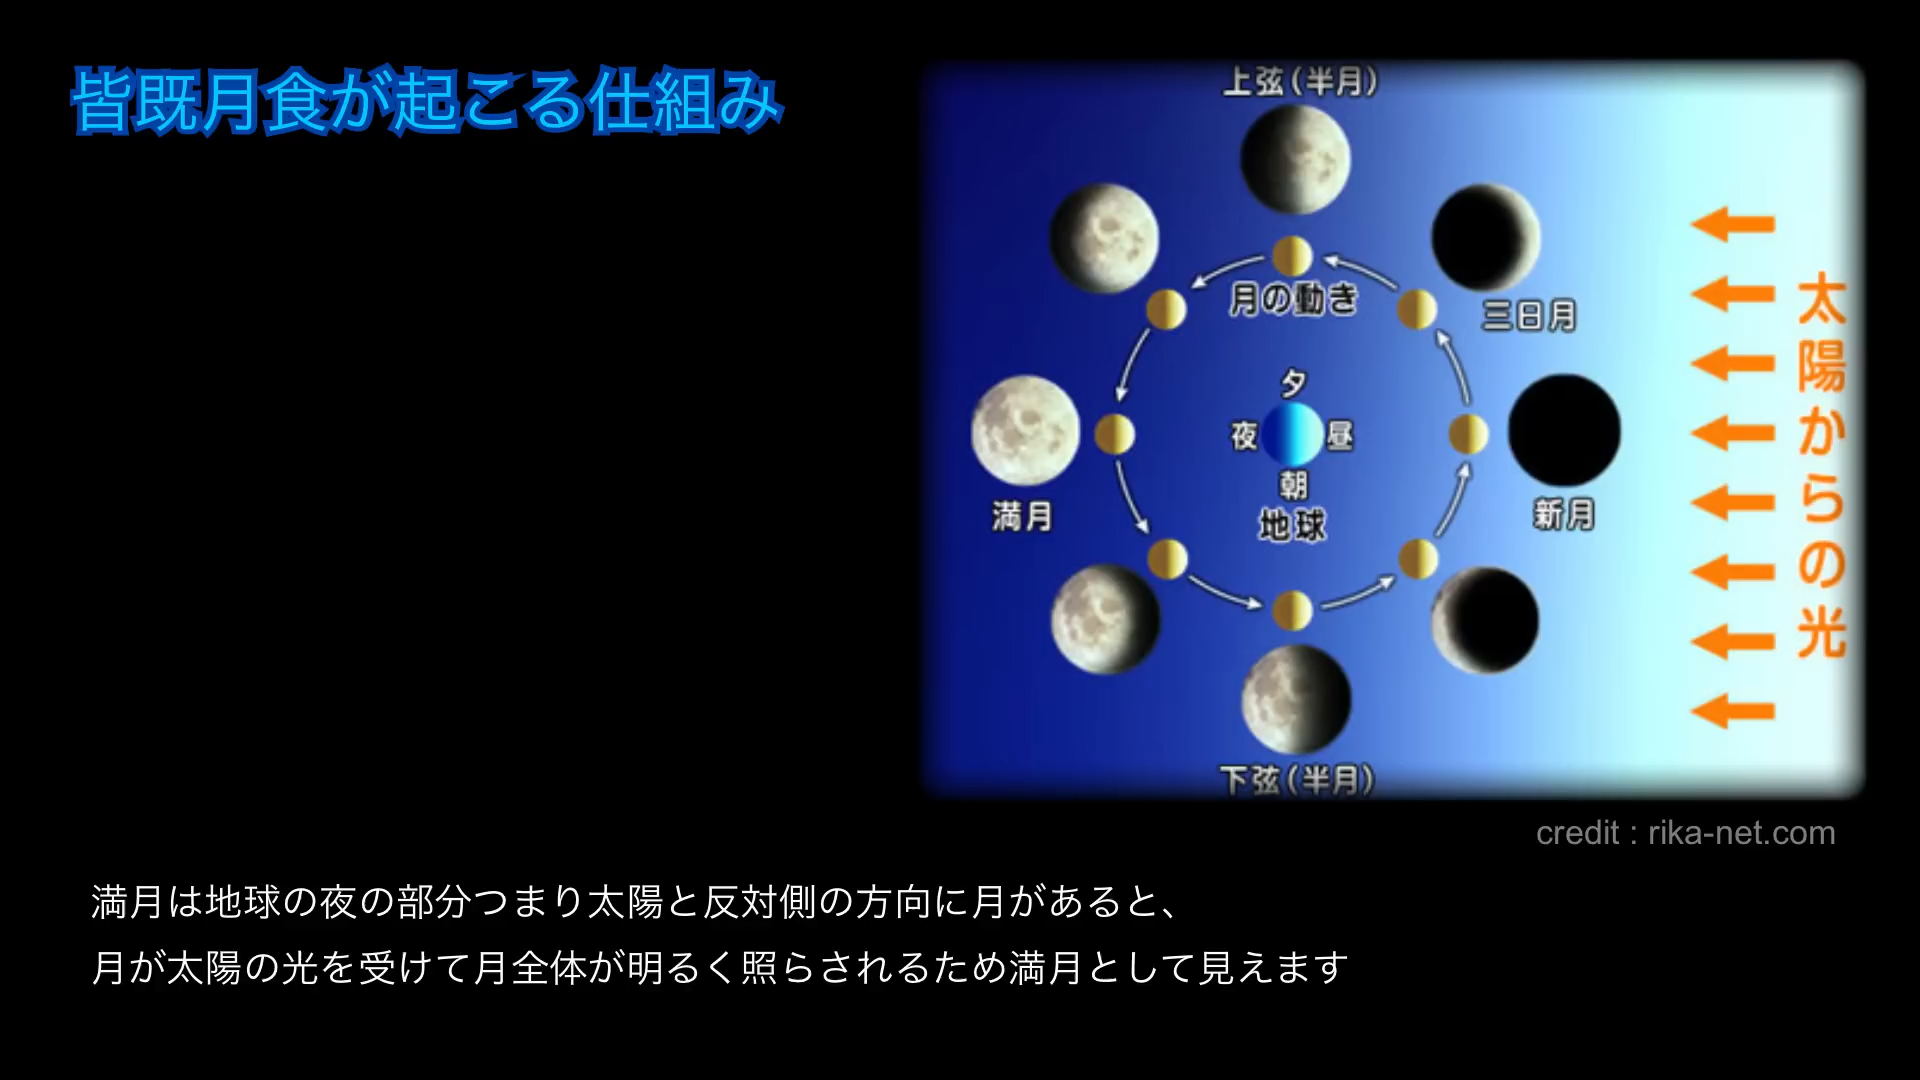 皆既月食が起こる仕組み
上弦(半月)
月の動き
三日月
夕
夜
昼
朝
地球
満月
新月
下弦(半月)
太陽からの光
credit : rika-net.com
満月は地球の夜の部分つまり太陽と反対側の方向に月があると、
月が太陽の光を受けて月全体が明るく照らされるため満月として見えます